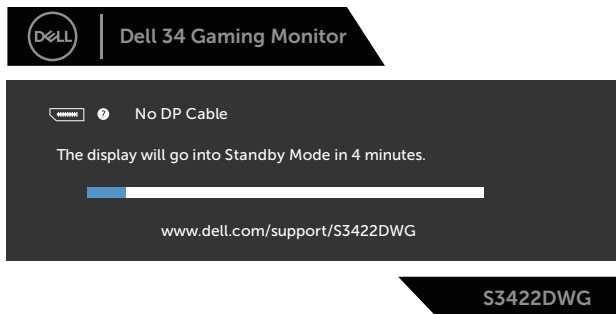 DELL
Dell 34 Gaming Monitor
? No DP Cable
The display will go into Standby Mode in 4 minutes.
www.dell.com/support/S3422DWG
S3422DWG